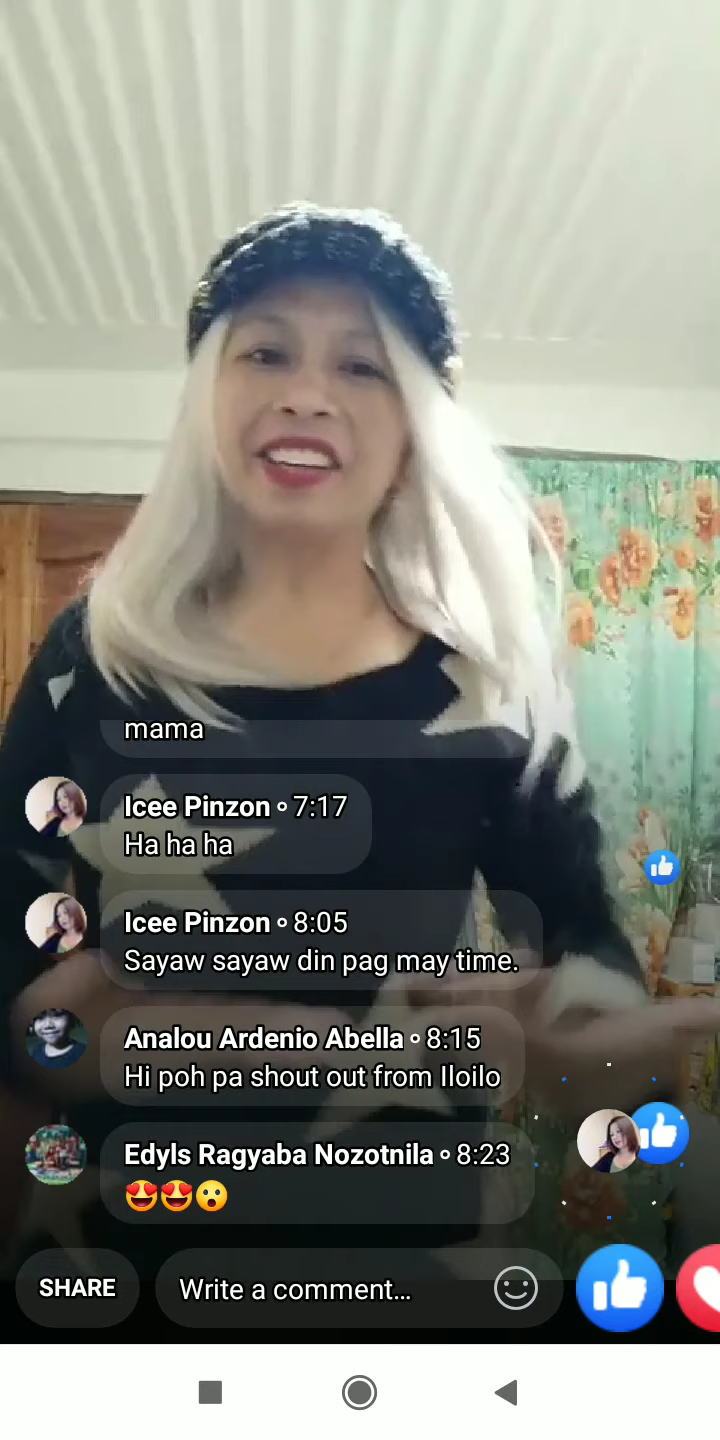 mama
Icee Pinzon • 7:17
Ha ha ha
Icee Pinzon • 8:05
Sayaw sayaw din pag may time.
Analou Ardenio Abella • 8:15
Hi poh pa shout out from Iloilo
Edyls Ragyaba Nozotnila • 8:23
😍😍😮
SHARE
Write a comment...